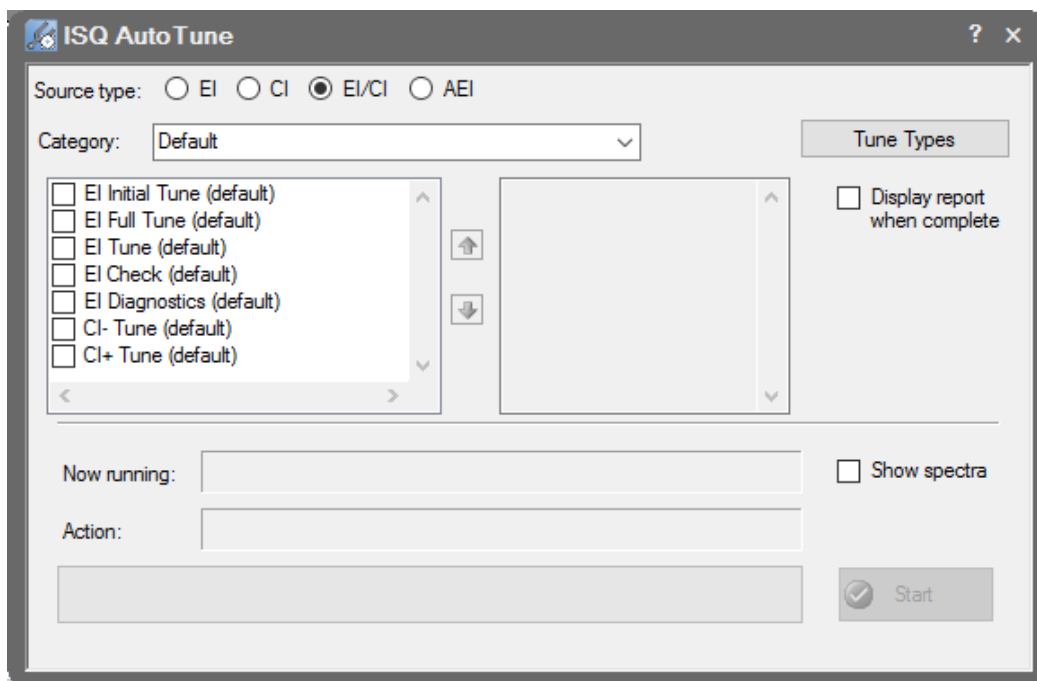 ISQ AutoTune
?
Source type: EI CI EI/CI AEI
Category: Default
Tune Types
EI Initial Tune (default)
EI Full Tune (default)
EI Tune (default)
EI Check (default)
EI Diagnostics (default)
CI- Tune (default)
CI+ Tune (default)
Display report
when complete
Now running:
Show spectra
Action:
Start